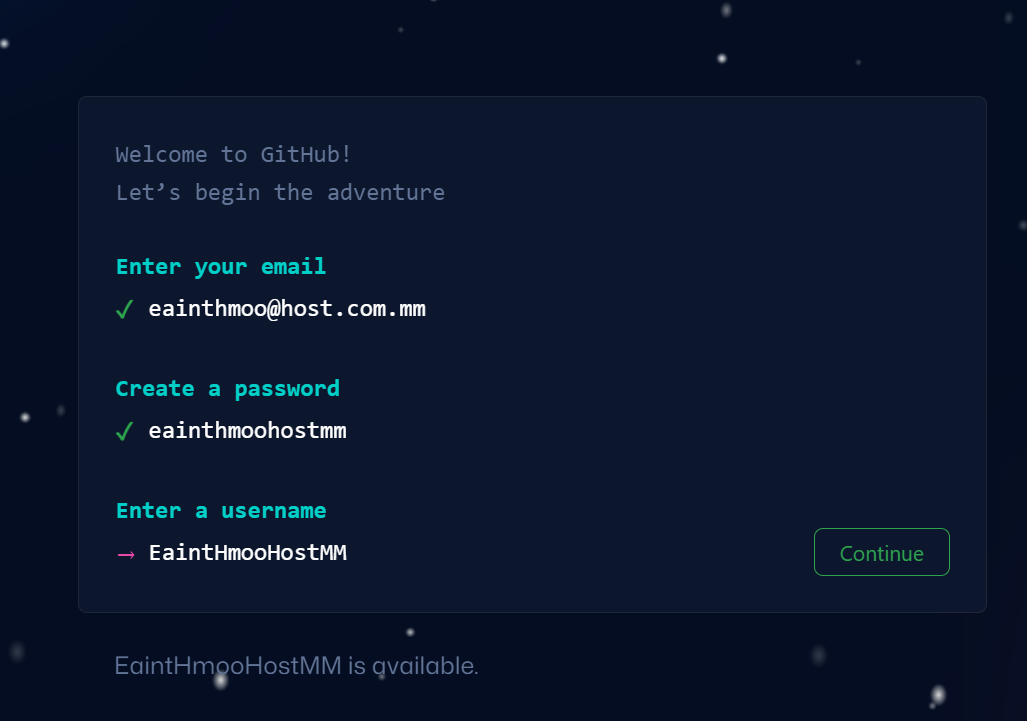 Welcome to GitHub!
Let’s begin the adventure
Enter your email
✓ eainthmoo@host.com.mm
Create a password
✓ eainthmoohostmm
Enter a username
→ EaintHmooHostMM
Continue
EaintHmooHostMM is available.